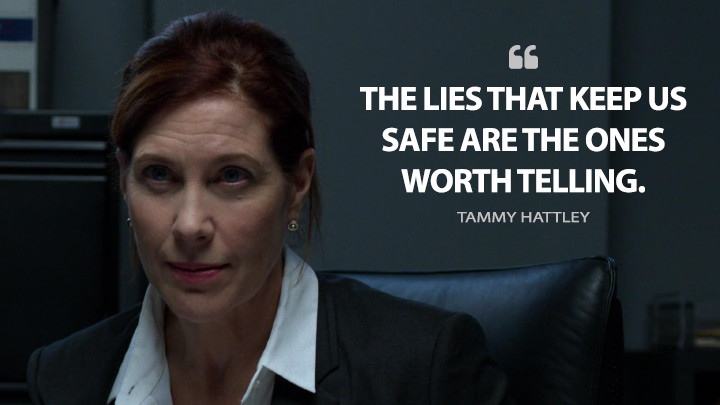 ❝
THE LIES THAT KEEP US
SAFE ARE THE ONES
WORTH TELLING.
TAMMY HATTLEY